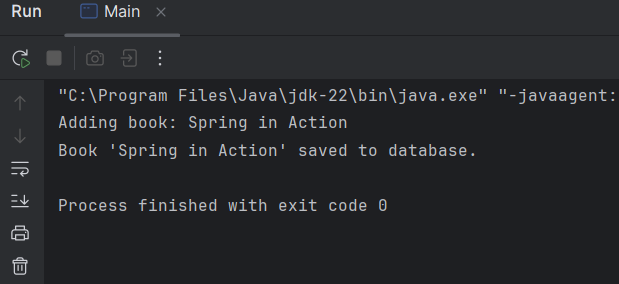 Run Main
"C:\Program Files\Java\jdk-22\bin\java.exe" "-javaagent:
Adding book: Spring in Action
Book 'Spring in Action' saved to database.
Process finished with exit code 0